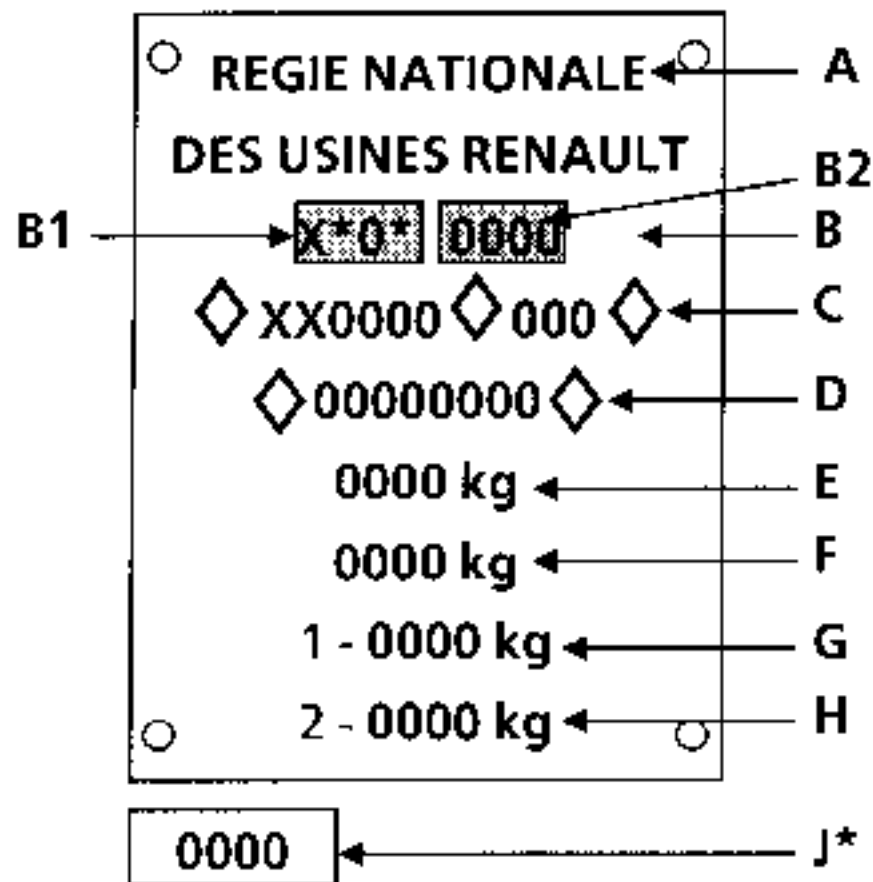 REGIE NATIONALE A
DES USINES RENAULT
B2
B1 X*0* 0000 B
◇ XX0000 ◇ 000 ◇ C
◇ 00000000 ◇ D
0000 kg E
0000 kg F
1 - 0000 kg G
2 - 0000 kg H
0000 J*